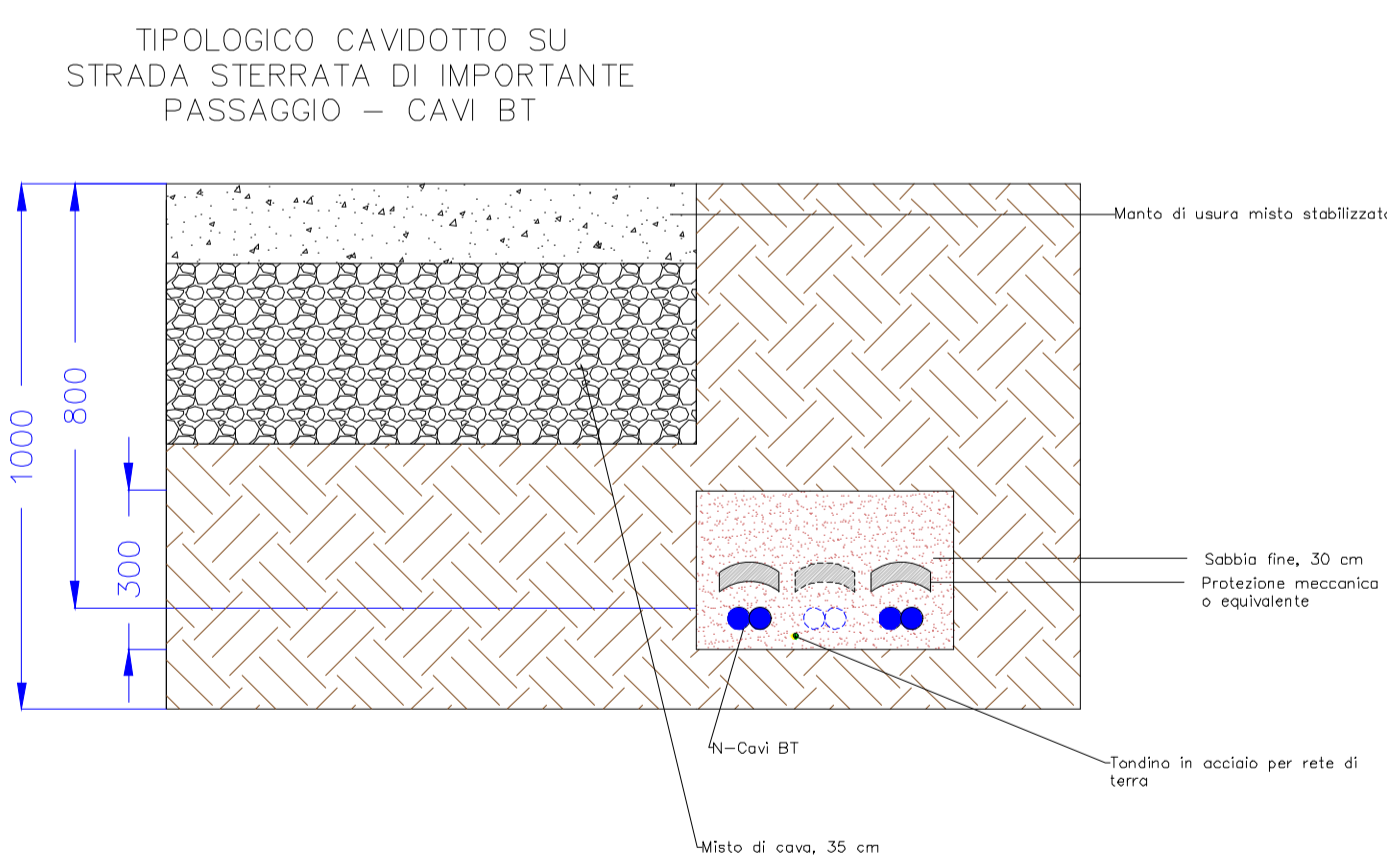 TIPOLOGICO CAVIDOTTO SU
STRADA STERRATA DI IMPORTANTE
PASSAGGIO – CAVI BT
Manto di usura misto stabilizzato
1000
800
300
Sabbia fine, 30 cm
Protezione meccanica
o equivalente
N–Cavi BT
Tondino in acciaio per rete di
terra
Misto di cava, 35 cm